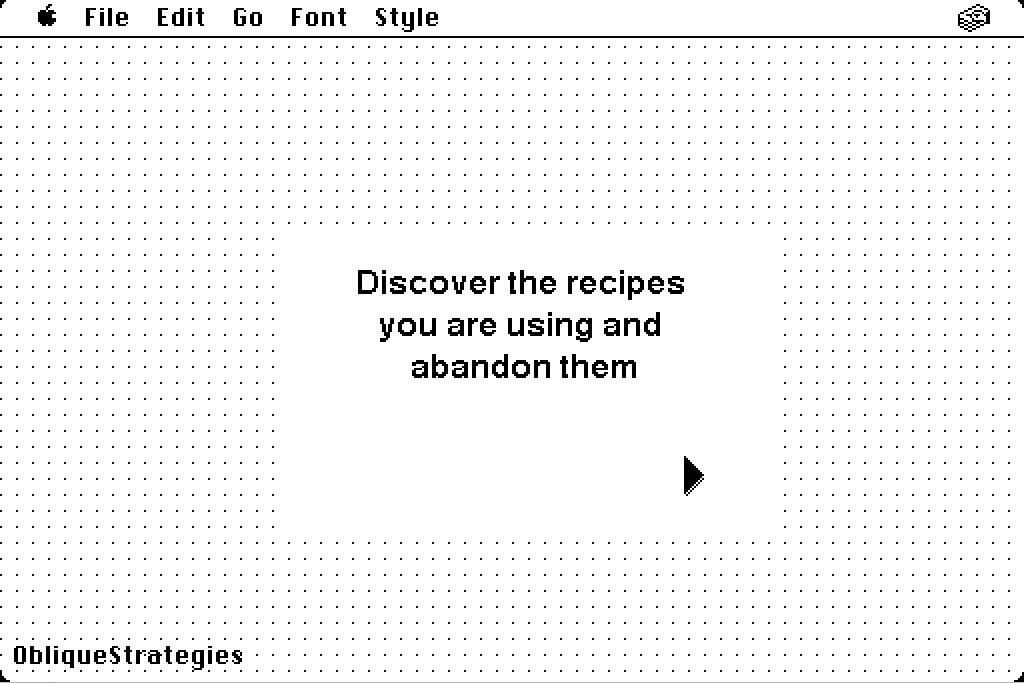 File Edit Go Font Style
Discover the recipes
you are using and
abandon them
ObliqueStrategies